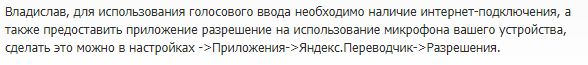 Владислав, для использования голосового ввода необходимо наличие интернет-подключения, а
также предоставить приложение разрешение на использование микрофона вашего устройства,
сделать это можно в настройках ->Приложения->Яндекс.Переводчик->Разрешения.